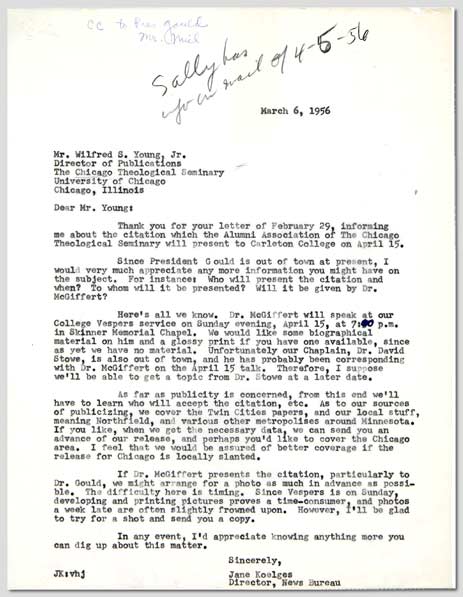 cc to Pres Gould
Mr.
Sally has
info in mail of 4-5-56
March 6, 1956
Mr. Wilfred S. Young, Jr.
Director of Publications
The Chicago Theological Seminary
University of Chicago
Chicago, Illinois
Dear Mr. Young:
Thank you for your letter of February 29, informing
me about the citation which the Alumni Association of The Chicago
Theological Seminary will present to Carleton College on April 15.
Since President Gould is out of town at present, I
would very much appreciate any more information you might have on
the subject. For instance: Who will present the citation and
when? To whom will it be presented? Will it be given by Dr.
McGiffert?
Here's all we know. Dr. McGiffert will speak at our
College Vespers service on Sunday evening, April 15, at 7:00 p.m.
in Skinner Memorial Chapel. We would like some biographical
material on him and a glossy print if you have one available, since
as yet we have no material. Unfortunately our Chaplain, Dr. David
Stowe, is also out of town, and he has probably been corresponding
with Dr. McGiffert on the April 15 talk. Therefore, I suppose
we'll be able to get a topic from Dr. Stowe at a later date.
As far as publicity is concerned, from this end we'll
have to learn who will accept the citation, etc. As to our sources
of publicizing, we cover the Twin Cities papers, and our local stuff,
meaning Northfield, and various other metropolises around Minnesota.
If you like, when we get the necessary data, we can send you an
advance of our release, and perhaps you'd like to cover the Chicago
area. I feel that we would be assured of better coverage if the
release for Chicago is locally slanted.
If Dr. McGiffert presents the citation, particularly to
Dr. Gould, we might arrange for a photo as much in advance as possi-
ble. The difficulty here is timing. Since Vespers is on Sunday,
developing and printing pictures proves a time-consumer, and photos
a week late are often slightly frowned upon. However, I'll be glad
to try for a shot and send you a copy.
In any event, I'd appreciate knowing anything more you
can dig up about this matter.
Sincerely,
JK:vhj
Jane Koelges
Director, News Bureau